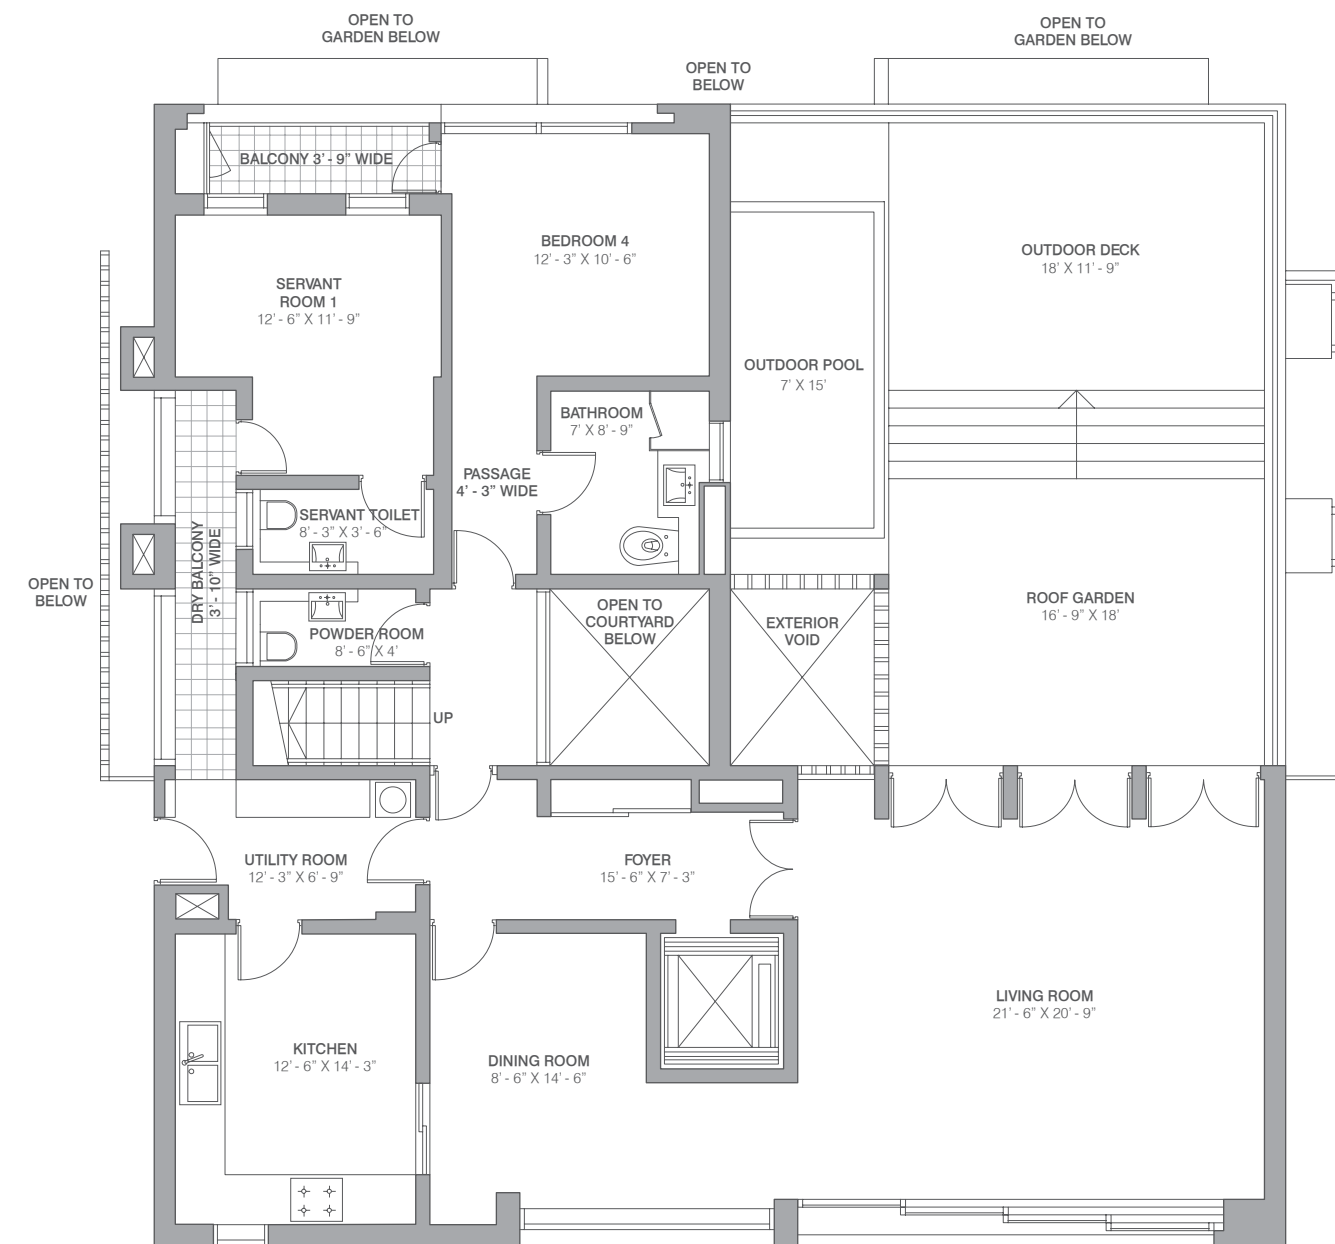 OPEN TO
GARDEN BELOW
OPEN TO
GARDEN BELOW
OPEN TO
BELOW
BALCONY 3' - 9" WIDE
BEDROOM 4
12' - 3" X 10' - 6"
OUTDOOR DECK
18' X 11' - 9"
SERVANT
ROOM 1
12' - 6" X 11' - 9"
OUTDOOR POOL
7' X 15'
BATHROOM
7' X 8' - 9"
PASSAGE
4' - 3" WIDE
SERVANT TOILET
8' - 3" X 3' - 6"
DRY BALCONY
3' - 10" WIDE
OPEN TO
BELOW
OPEN TO
COURTYARD
BELOW
EXTERIOR
VOID
ROOF GARDEN
16' - 9" X 18'
POWDER ROOM
8' - 6" X 4'
UP
UTILITY ROOM
12' - 3" X 6' - 9"
FOYER
15' - 6" X 7' - 3"
LIVING ROOM
21' - 6" X 20' - 9"
KITCHEN
12' - 6" X 14' - 3"
DINING ROOM
8' - 6" X 14' - 6"